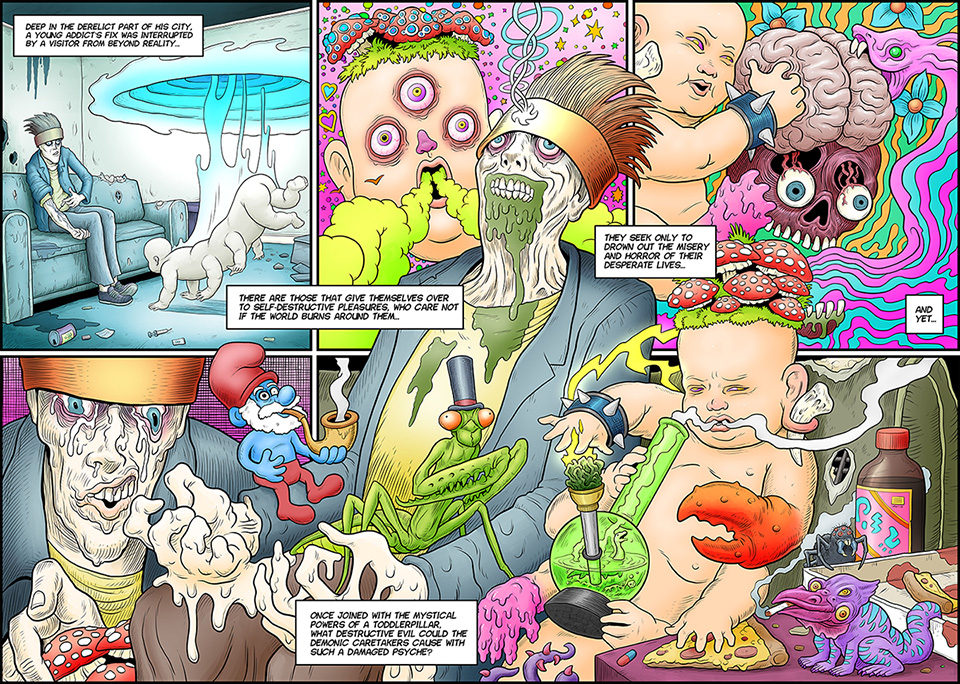 DEEP IN THE DERELICT PART OF HIS CITY,
A YOUNG ADDICT'S FIX WAS INTERRUPTED
BY A VISITOR FROM BEYOND REALITY...
THERE ARE THOSE THAT GIVE THEMSELVES OVER
TO SELF-DESTRUCTIVE PLEASURES, WHO CARE NOT
IF THE WORLD BURNS AROUND THEM...
THEY SEEK ONLY TO
DROWN OUT THE MISERY
AND HORROR OF THEIR
DESPERATE LIVES...
AND
YET...
ONCE JOINED WITH THE MYSTICAL
POWERS OF A TODDLERPILLAR,
WHAT DESTRUCTIVE EVIL COULD THE
DEMONIC CARETAKERS CAUSE WITH
SUCH A DAMAGED PSYCHE?